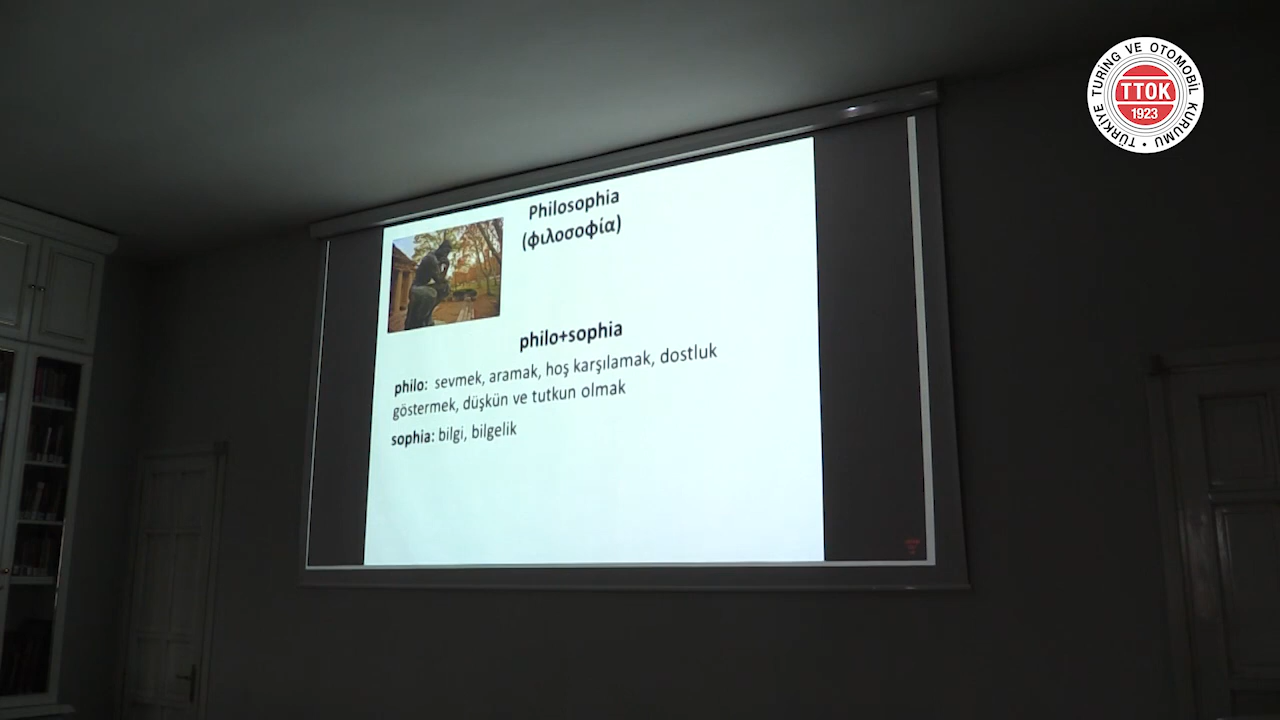 Philosophia
(φιλοσοφία)
philo+sophia
philo: sevmek, aramak, hoş karşılamak, dostluk
göstermek, düşkün ve tutkun olmak
sophia: bilgi, bilgelik
TÜRKİYE TURİNG VE OTOMOBİL KURUMU
TTOK
1923